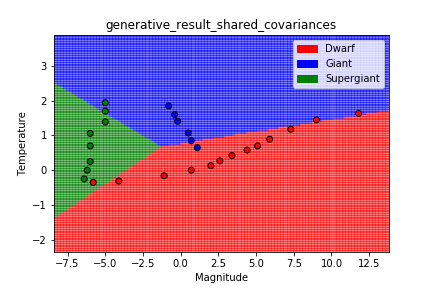 generative_result_shared_covariances
Dwarf
Giant
Supergiant
Temperature
3
2
1
0
−1
−2
−7.5 −5.0 −2.5 0.0 2.5 5.0 7.5 10.0 12.5
Magnitude